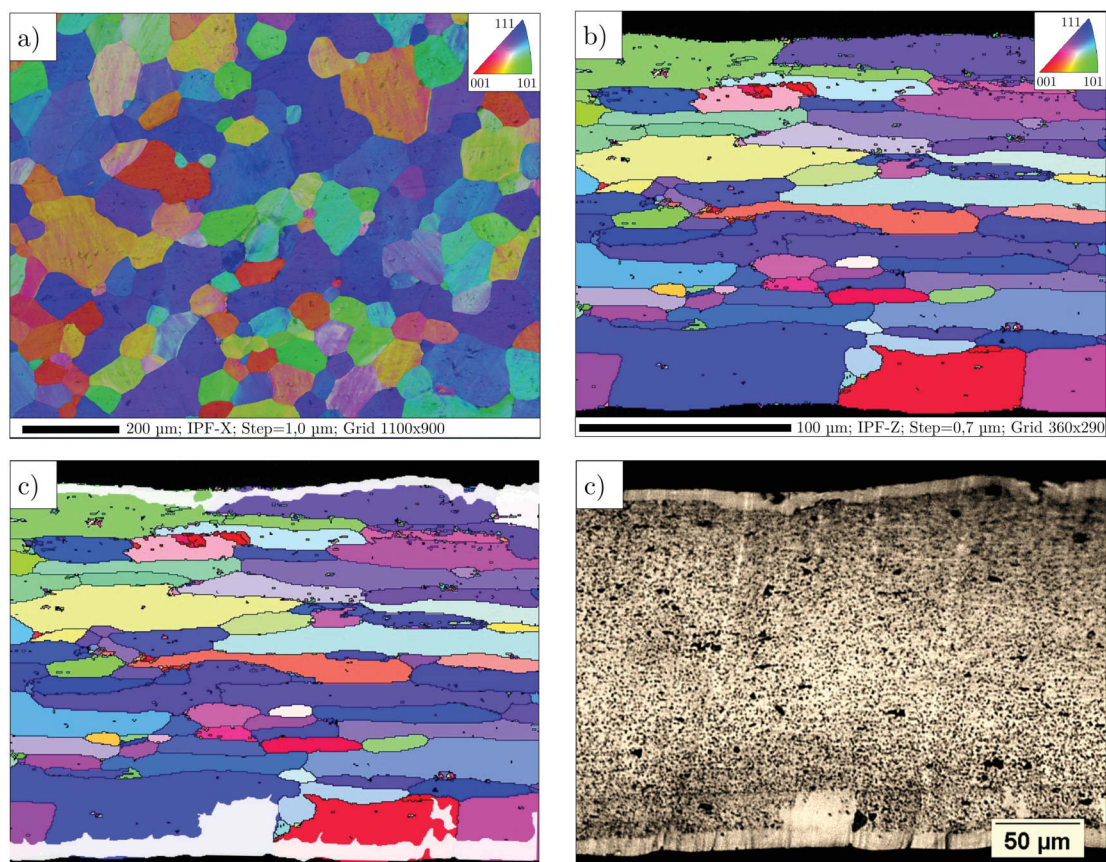 a)
111
001 101
200 µm; IPF-X; Step=1,0 µm; Grid 1100x900
b)
111
001 101
100 µm; IPF-Z; Step=0,7 µm; Grid 360x290
c)
c)
50 µm